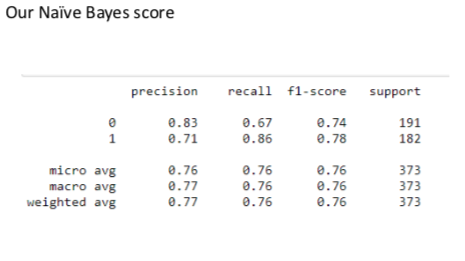 Our Naïve Bayes score
precision recall f1-score support
0 0.83 0.67 0.74 191
1 0.71 0.86 0.78 182
micro avg 0.76 0.76 0.76 373
macro avg 0.77 0.76 0.76 373
weighted avg 0.77 0.76 0.76 373